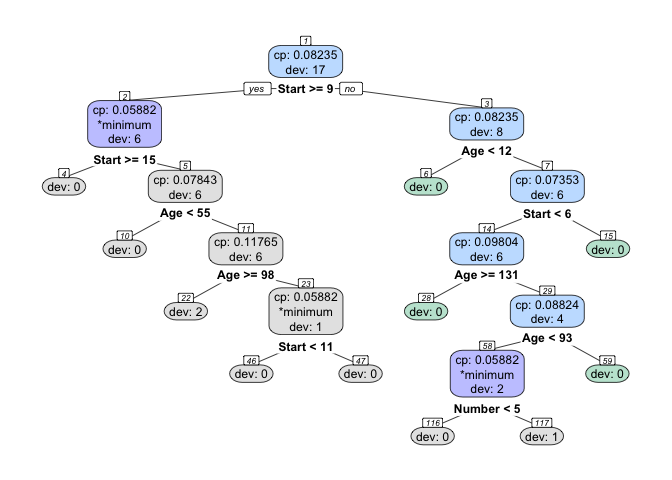 1
cp: 0.08235
dev: 17
yes Start >= 9 no
2
cp: 0.05882
*minimum
dev: 6
3
cp: 0.08235
dev: 8
Start >= 15
Age < 12
4
dev: 0
5
cp: 0.07843
dev: 6
6
dev: 0
7
cp: 0.07353
dev: 6
Age < 55
Start < 6
10
dev: 0
11
cp: 0.11765
dev: 6
14
cp: 0.09804
dev: 6
15
dev: 0
Age >= 98
Age >= 131
22
dev: 2
23
cp: 0.05882
*minimum
dev: 1
28
dev: 0
29
cp: 0.08824
dev: 4
Start < 11
Age < 93
46
dev: 0
47
dev: 0
58
cp: 0.05882
*minimum
dev: 2
59
dev: 0
Number < 5
116
dev: 0
117
dev: 1